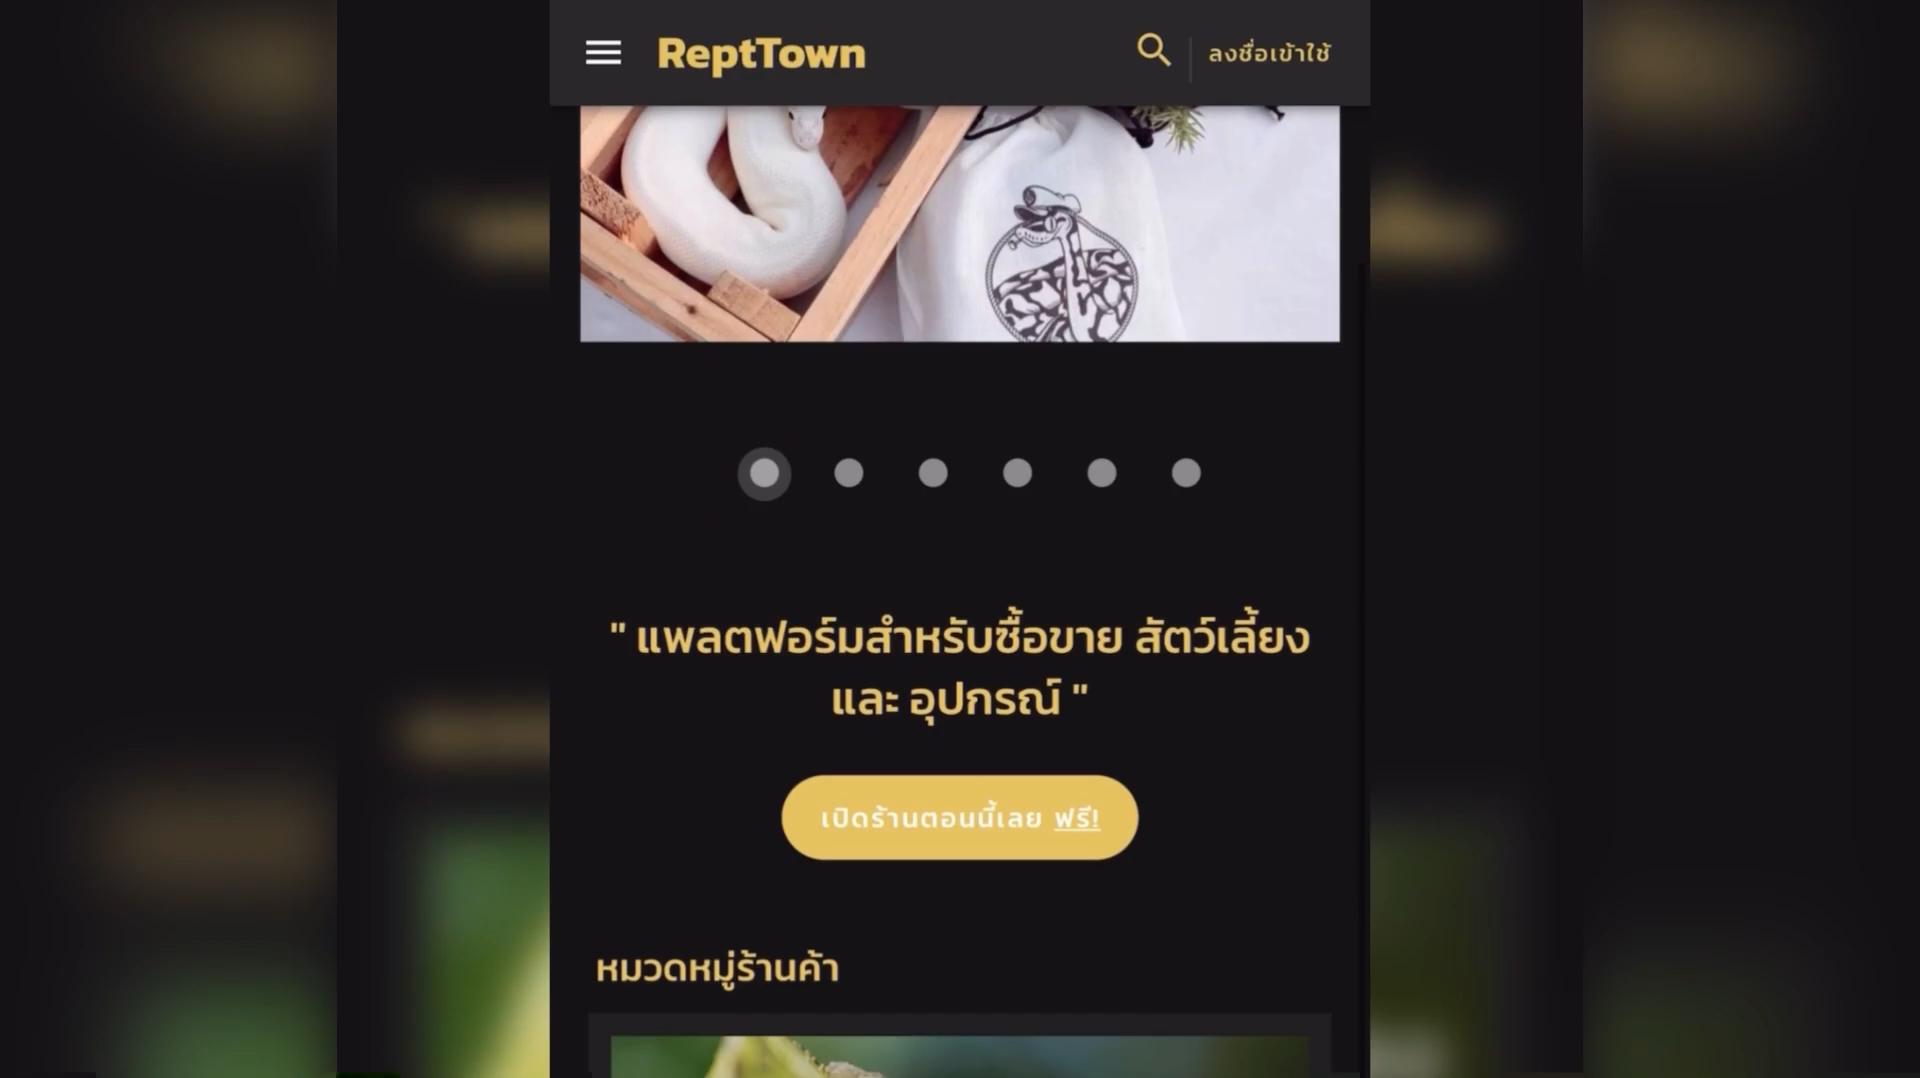 ReptTown
ลงชื่อเข้าใช้
" แพลตฟอร์มสำหรับซื้อขาย สัตว์เลี้ยง
และ อุปกรณ์ "
เปิดร้านตอนนี้เลย ฟรี!
หมวดหมู่ร้านค้า